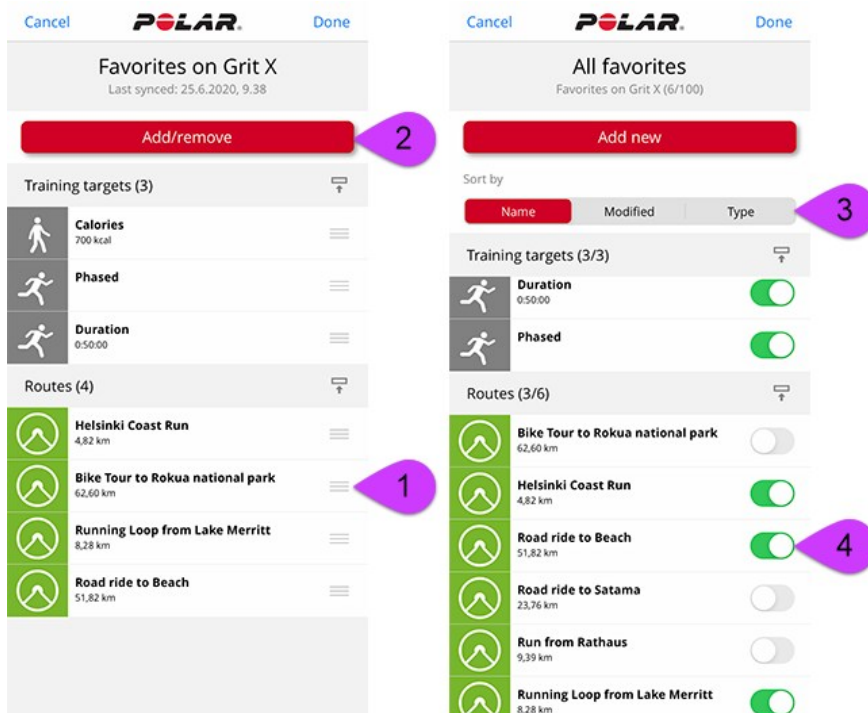 Cancel
POLAR.
Done
Favorites on Grit X
Last synced: 25.6.2020, 9.38
Add/remove
2
Training targets (3)
Calories
700 kcal
Phased
Duration
0:50:00
Routes (4)
Helsinki Coast Run
4,82 km
Bike Tour to Rokua national park
62,60 km
1
Running Loop from Lake Merritt
8,28 km
Road ride to Beach
51,82 km
Cancel
POLAR.
Done
All favorites
Favorites on Grit X (6/100)
Add new
Sort by
Name
Modified
Type
3
Training targets (3/3)
Duration
0:50:00
Phased
Routes (3/6)
Bike Tour to Rokua national park
62,60 km
Helsinki Coast Run
4,82 km
Road ride to Beach
51,82 km
4
Road ride to Satama
23,76 km
Run from Rathaus
9,39 km
Running Loop from Lake Merritt
8,28 km